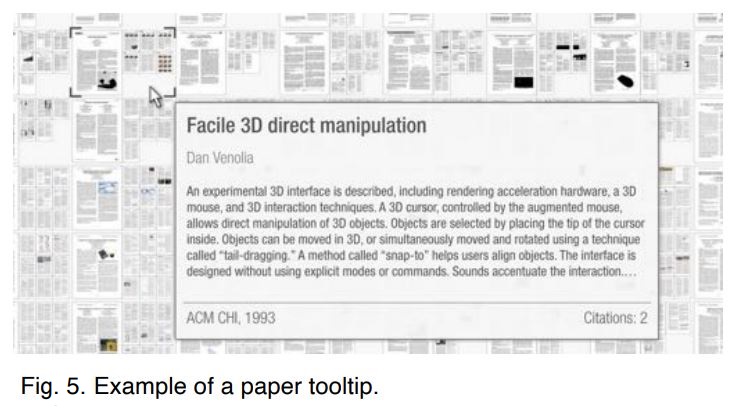 Facile 3D direct manipulation
Dan Venolia
An experimental 3D interface is described, including rendering acceleration hardware, a 3D
mouse, and 3D interaction techniques. A 3D cursor, controlled by the augmented mouse,
allows direct manipulation of 3D objects. Objects are selected by placing the tip of the cursor
inside. Objects can be moved in 3D, or simultaneously moved and rotated using a technique
called “tail-dragging.” A method called “snap-to” helps users align objects. The interface is
designed without using explicit modes or commands. Sounds accentuate the interaction....
ACM CHI, 1993 Citations: 2
Fig. 5. Example of a paper tooltip.